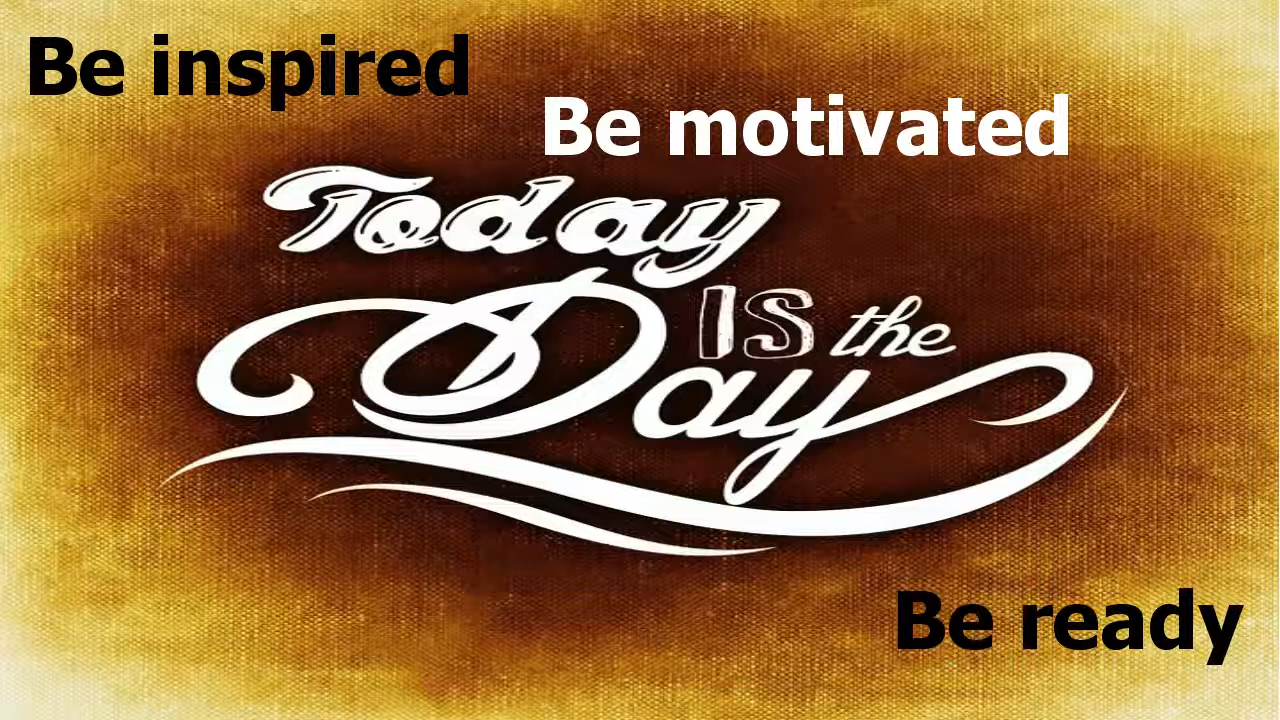 Be inspired
Be motivated
Today
IS the
Day
Be ready